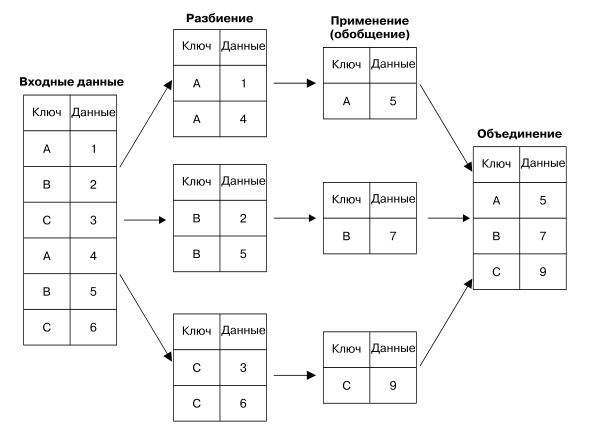 Входные данные
Ключ Данные
A 1
B 2
C 3
A 4
B 5
C 6
Разбиение
Ключ Данные
A 1
A 4
Ключ Данные
B 2
B 5
Ключ Данные
C 3
C 6
Применение
(обобщение)
Ключ Данные
A 5
Ключ Данные
B 7
Ключ Данные
C 9
Объединение
Ключ Данные
A 5
B 7
C 9